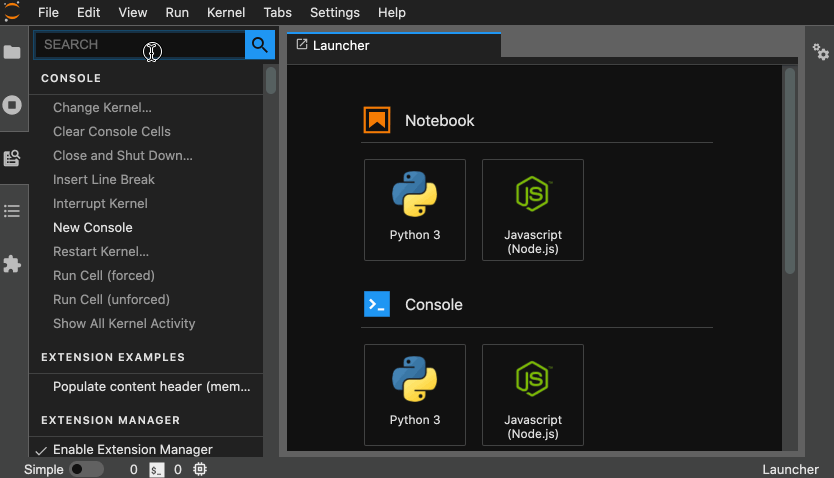 File Edit View Run Kernel Tabs Settings Help
SEARCH
CONSOLE
Change Kernel...
Clear Console Cells
Close and Shut Down...
Insert Line Break
Interrupt Kernel
New Console
Restart Kernel...
Run Cell (forced)
Run Cell (unforced)
Show All Kernel Activity
EXTENSION EXAMPLES
Populate content header (mem...
EXTENSION MANAGER
Enable Extension Manager
Launcher
Notebook
Python 3
JS
Javascript
(Node.js)
>_
Console
Python 3
JS
Javascript
(Node.js)
Simple 0 $_ 0
Launcher